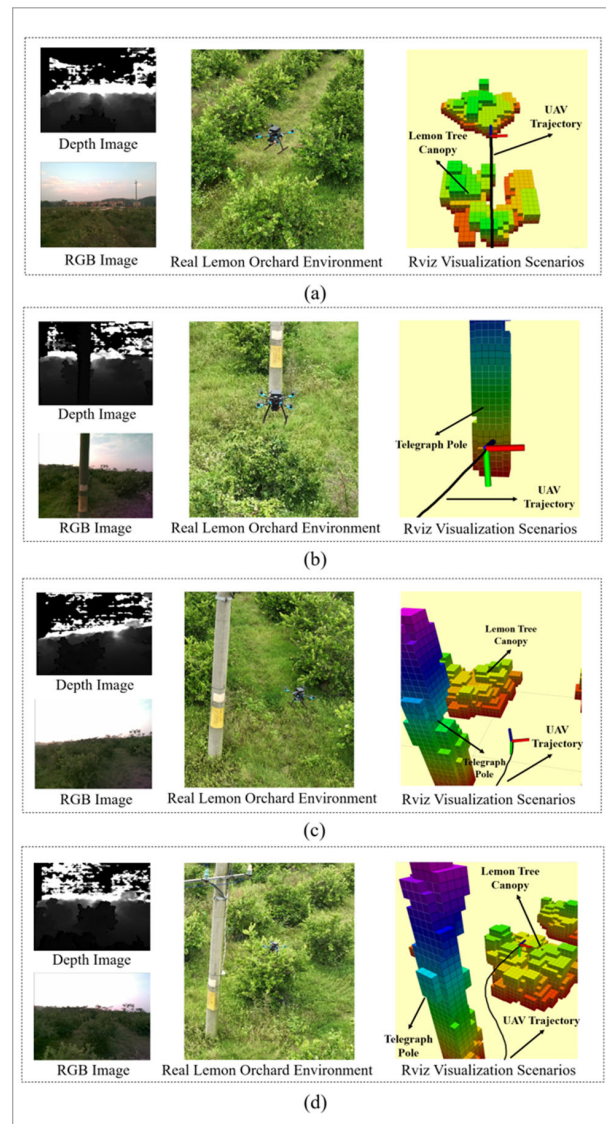 Depth Image
RGB Image
Real Lemon Orchard Environment
UAV
Trajectory
Lemon Tree
Canopy
Rviz Visualization Scenarios
(a)
Depth Image
RGB Image
Real Lemon Orchard Environment
Telegraph Pole
UAV
Trajectory
Rviz Visualization Scenarios
(b)
Depth Image
RGB Image
Real Lemon Orchard Environment
Lemon Tree
Canopy
UAV
Trajectory
Telegraph
Pole
Rviz Visualization Scenarios
(c)
Depth Image
RGB Image
Real Lemon Orchard Environment
Lemon Tree
Canopy
UAV Trajectory
Telegraph
Pole
Rviz Visualization Scenarios
(d)